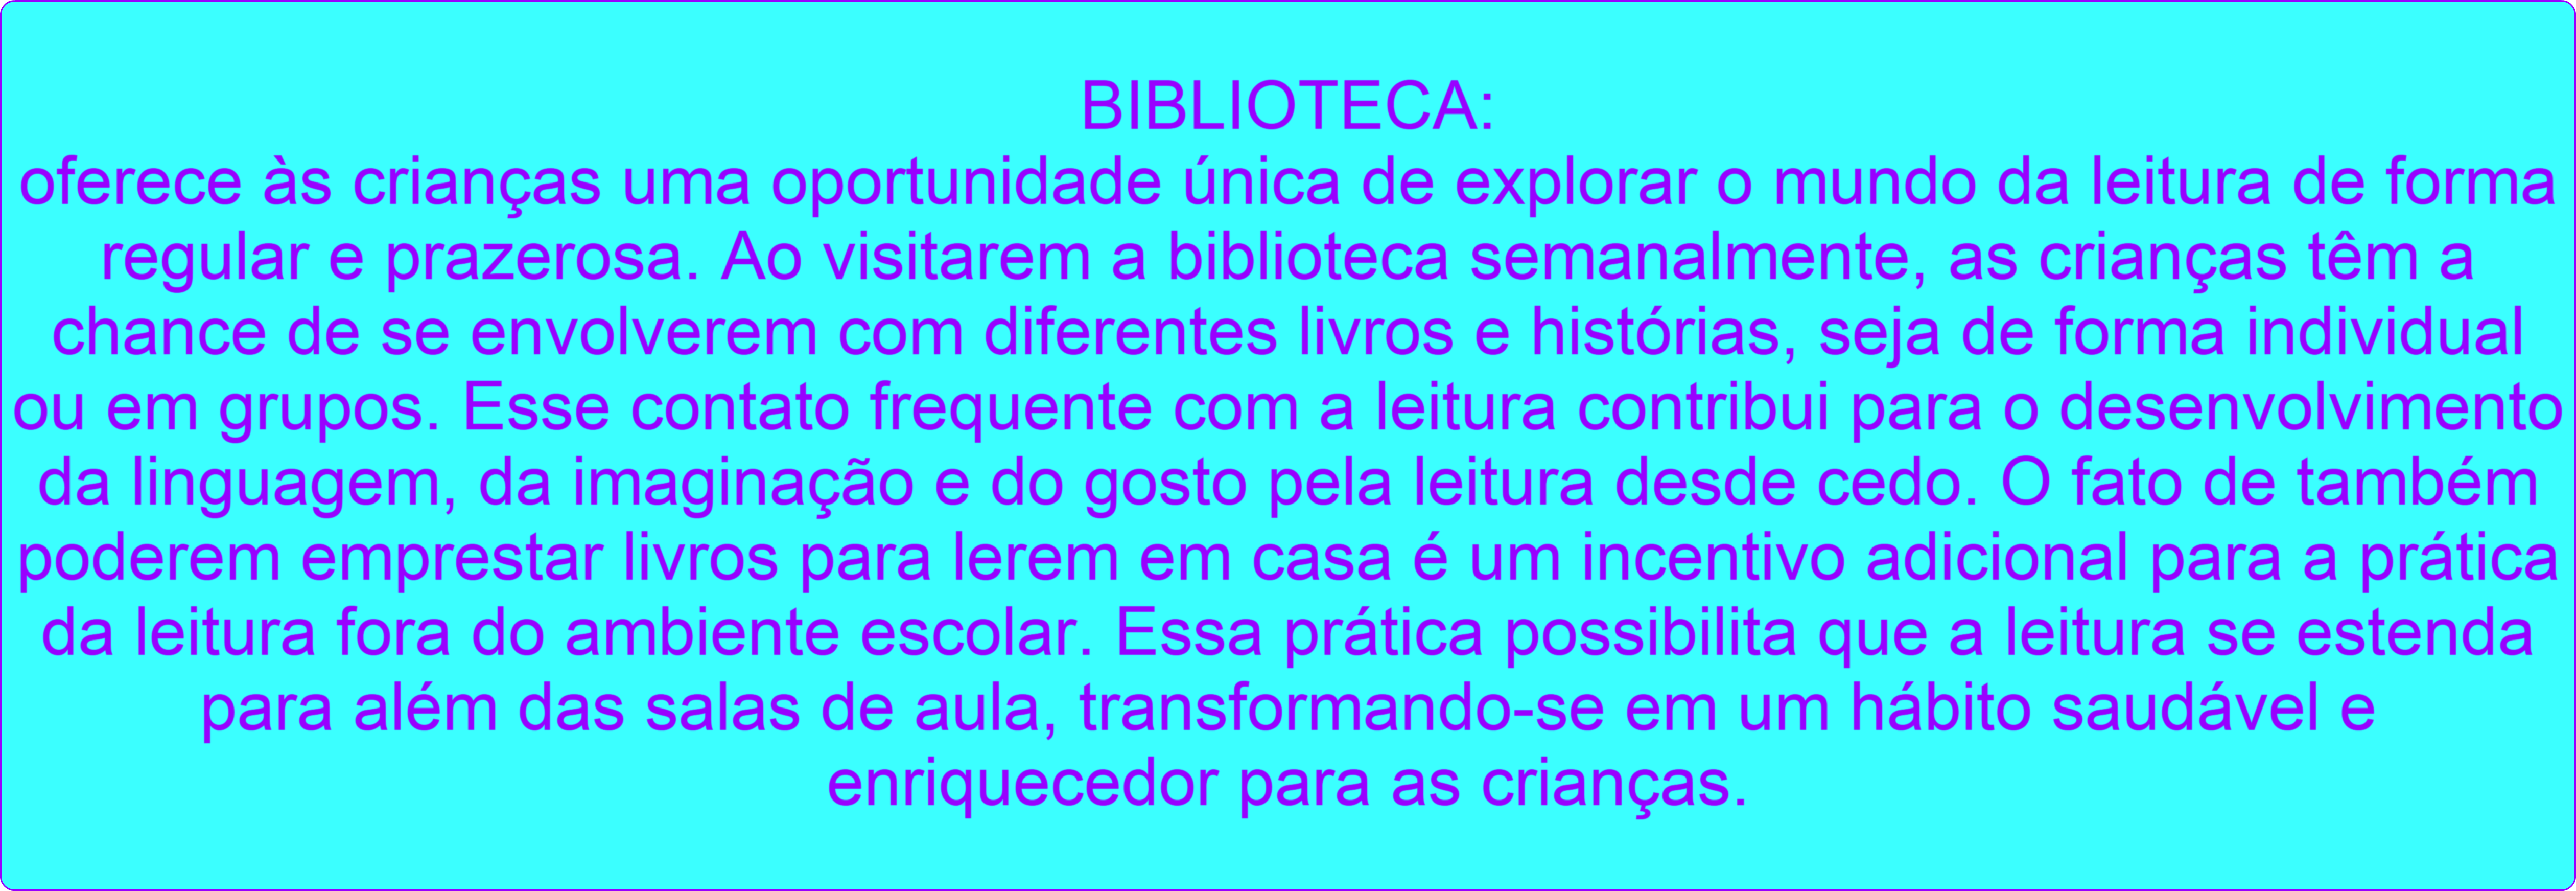 BIBLIOTECA:
oferece às crianças uma oportunidade única de explorar o mundo da leitura de forma
regular e prazerosa. Ao visitarem a biblioteca semanalmente, as crianças têm a
chance de se envolverem com diferentes livros e histórias, seja de forma individual
ou em grupos. Esse contato frequente com a leitura contribui para o desenvolvimento
da linguagem, da imaginação e do gosto pela leitura desde cedo. O fato de também
poderem emprestar livros para lerem em casa é um incentivo adicional para a prática
da leitura fora do ambiente escolar. Essa prática possibilita que a leitura se estenda
para além das salas de aula, transformando-se em um hábito saudável e
enriquecedor para as crianças.